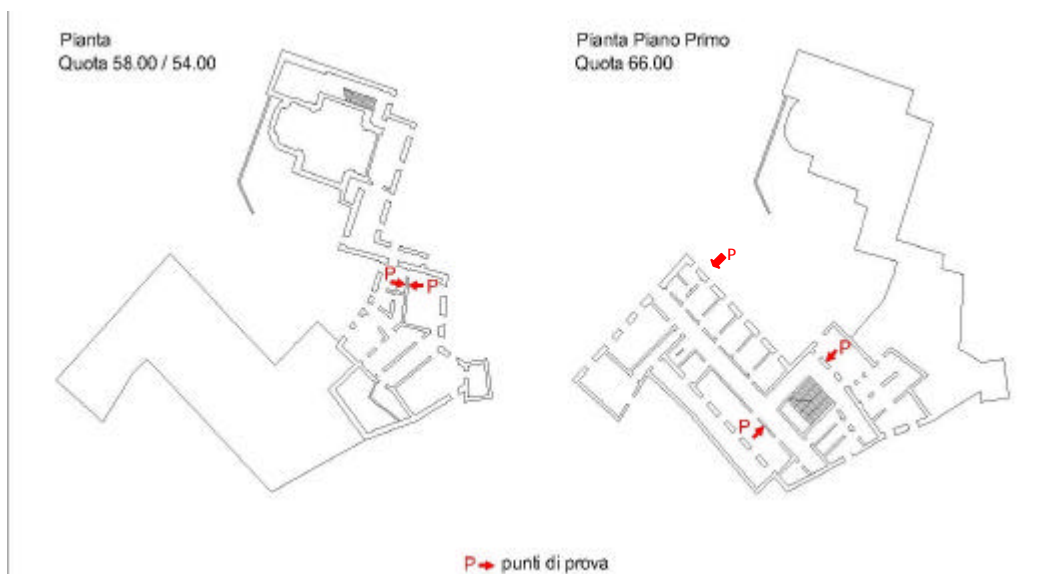 Pianta
Quota 58.00 / 54.00
Pianta Piano Primo
Quota 66.00
P
P P
P
P
P punti di prova